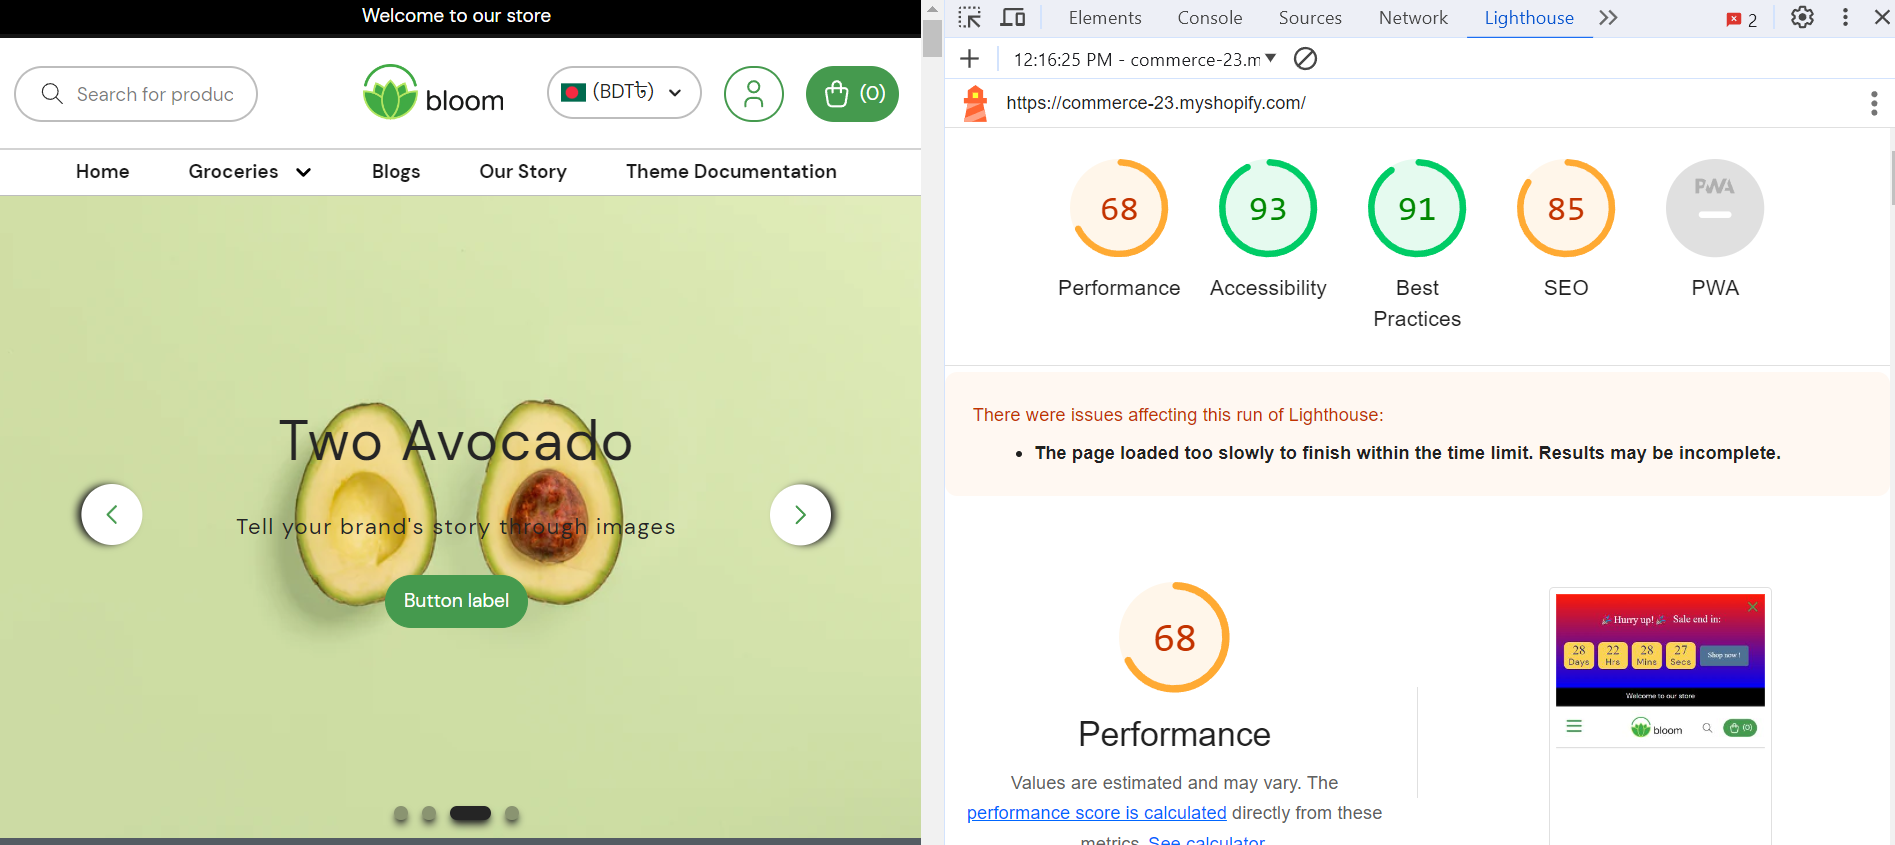 Welcome to our store
Search for produc
bloom
(BDT৳)
(0)
Home
Groceries
Blogs
Our Story
Theme Documentation
Two Avocado
Tell your brand's story through images
Button label
Elements
Console
Sources
Network
Lighthouse
2
12:16:25 PM - commerce-23.m
https://commerce-23.myshopify.com/
68
93
91
85
PWA
Performance
Accessibility
Best
Practices
SEO
PWA
There were issues affecting this run of Lighthouse:
The page loaded too slowly to finish within the time limit. Results may be incomplete.
68
Performance
Values are estimated and may vary. The
performance score is calculated directly from these
metrics. See calculator.
Hurry up! Sale end in:
28 22 28 27
Days Hrs Mins Secs
Shop now !
Welcome to our store
bloom
(0)